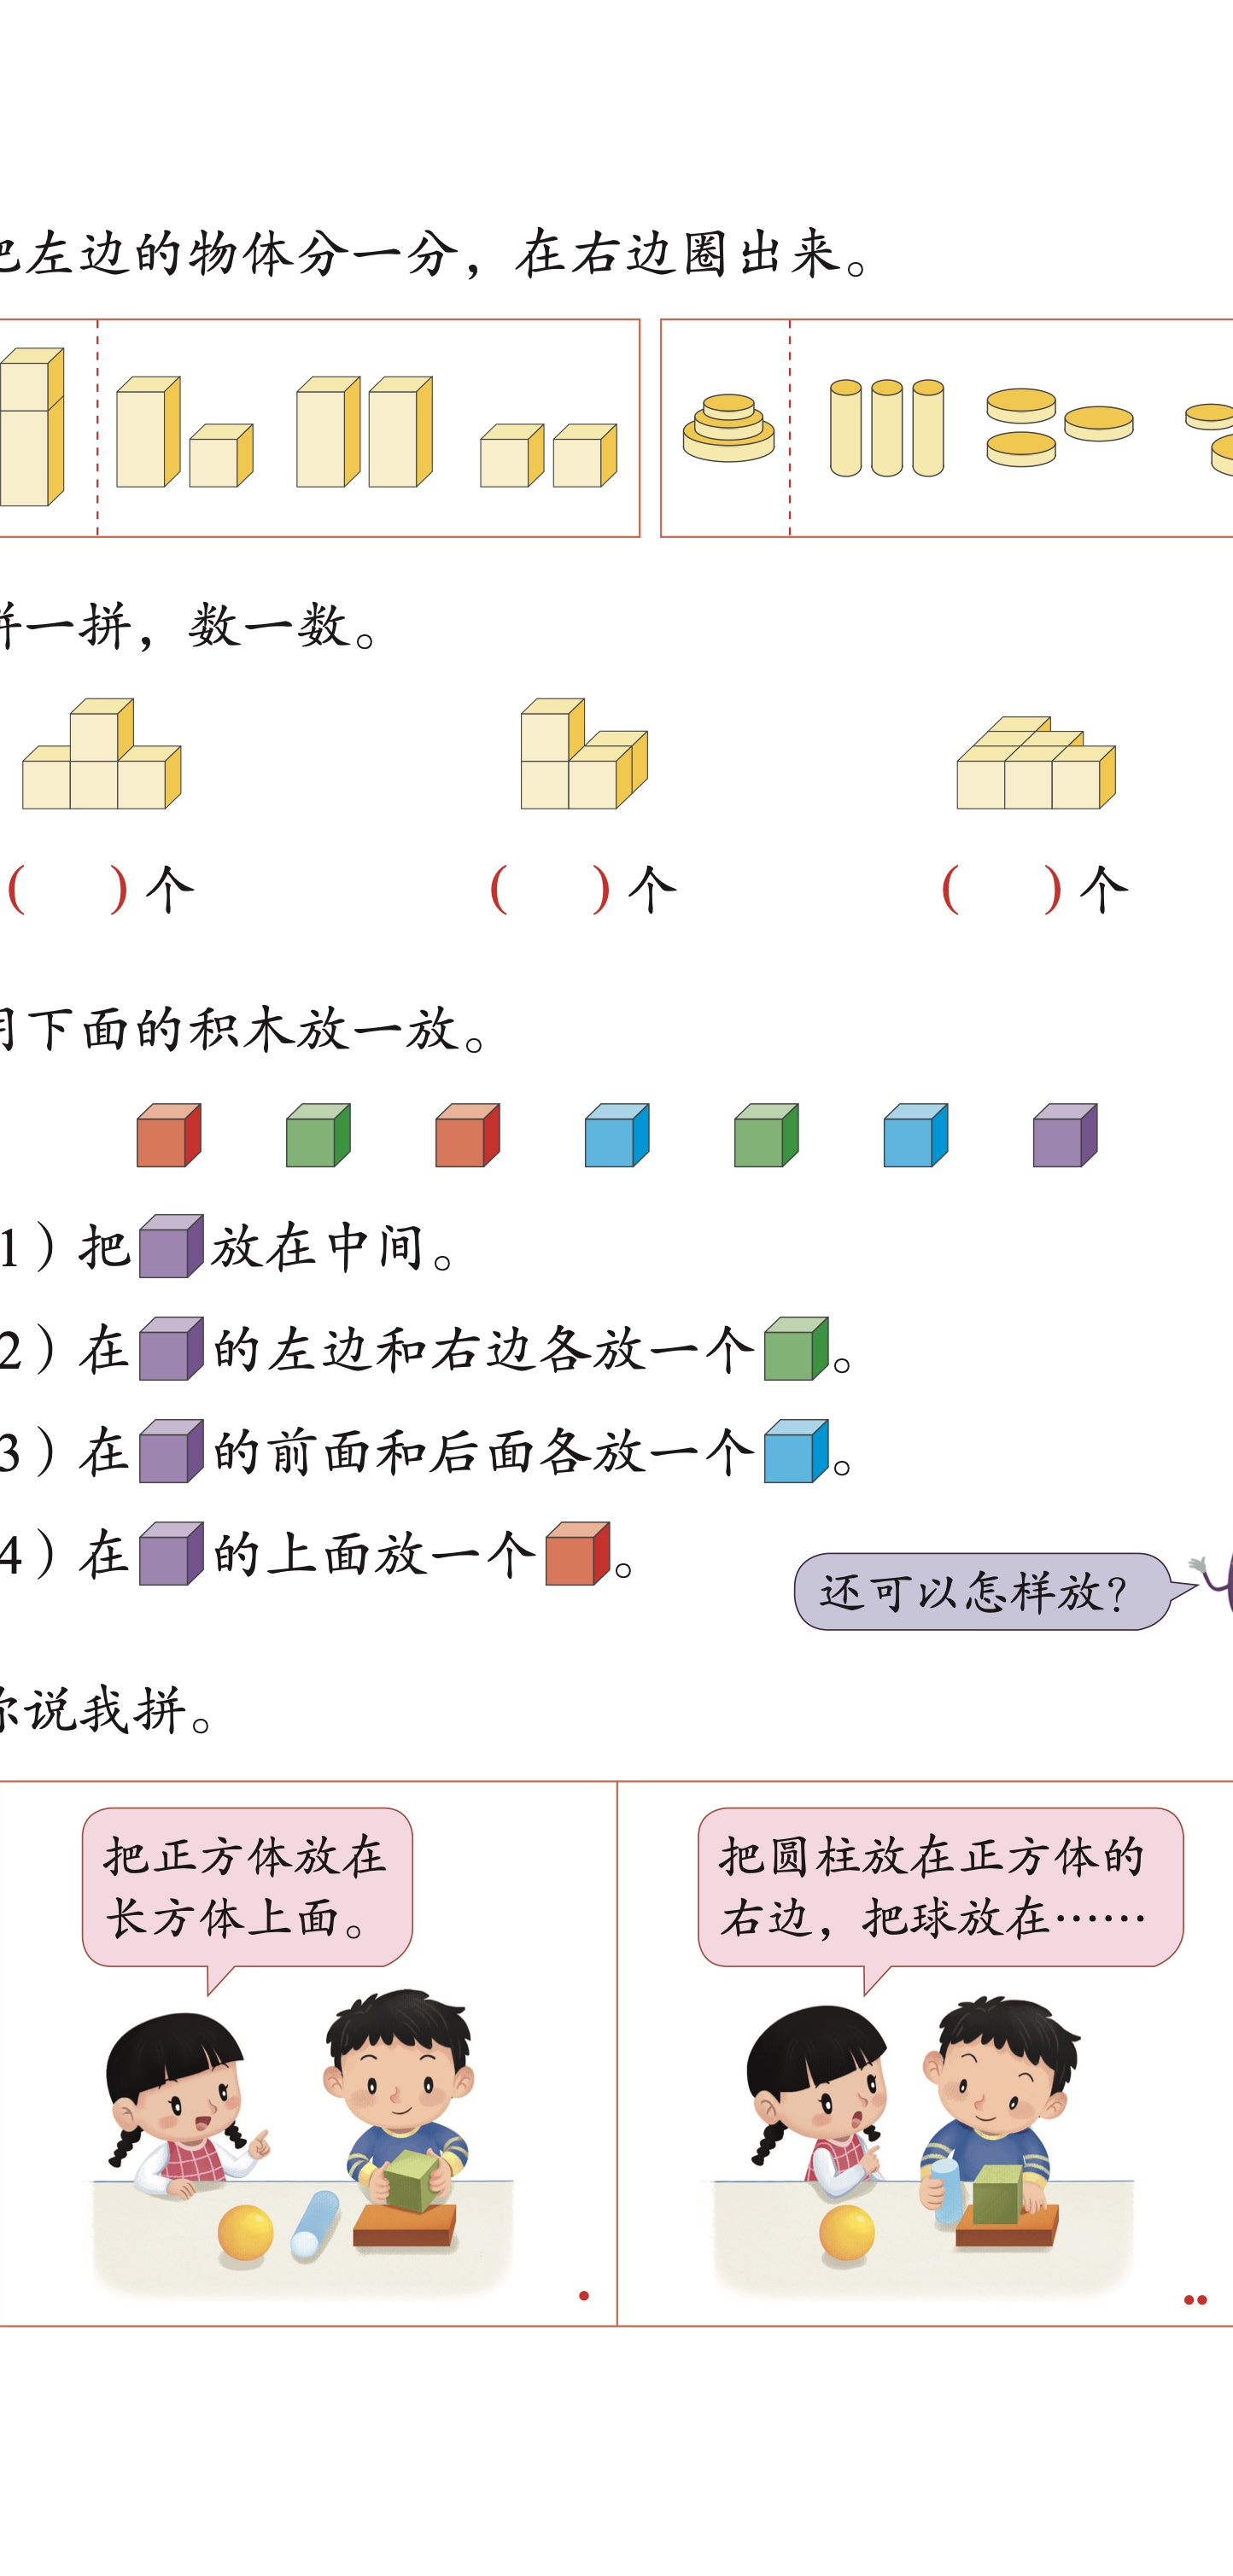 把左边的物体分一分，在右边圈出来。
拼一拼，数一数。
( ) 个 ( ) 个 ( ) 个
用下面的积木放一放。
1）把放在中间。
2）在的左边和右边各放一个。
3）在的前面和后面各放一个。
4）在的上面放一个。
还可以怎样放？
你说我拼。
把正方体放在
长方体上面。
把圆柱放在正方体的
右边，把球放在……